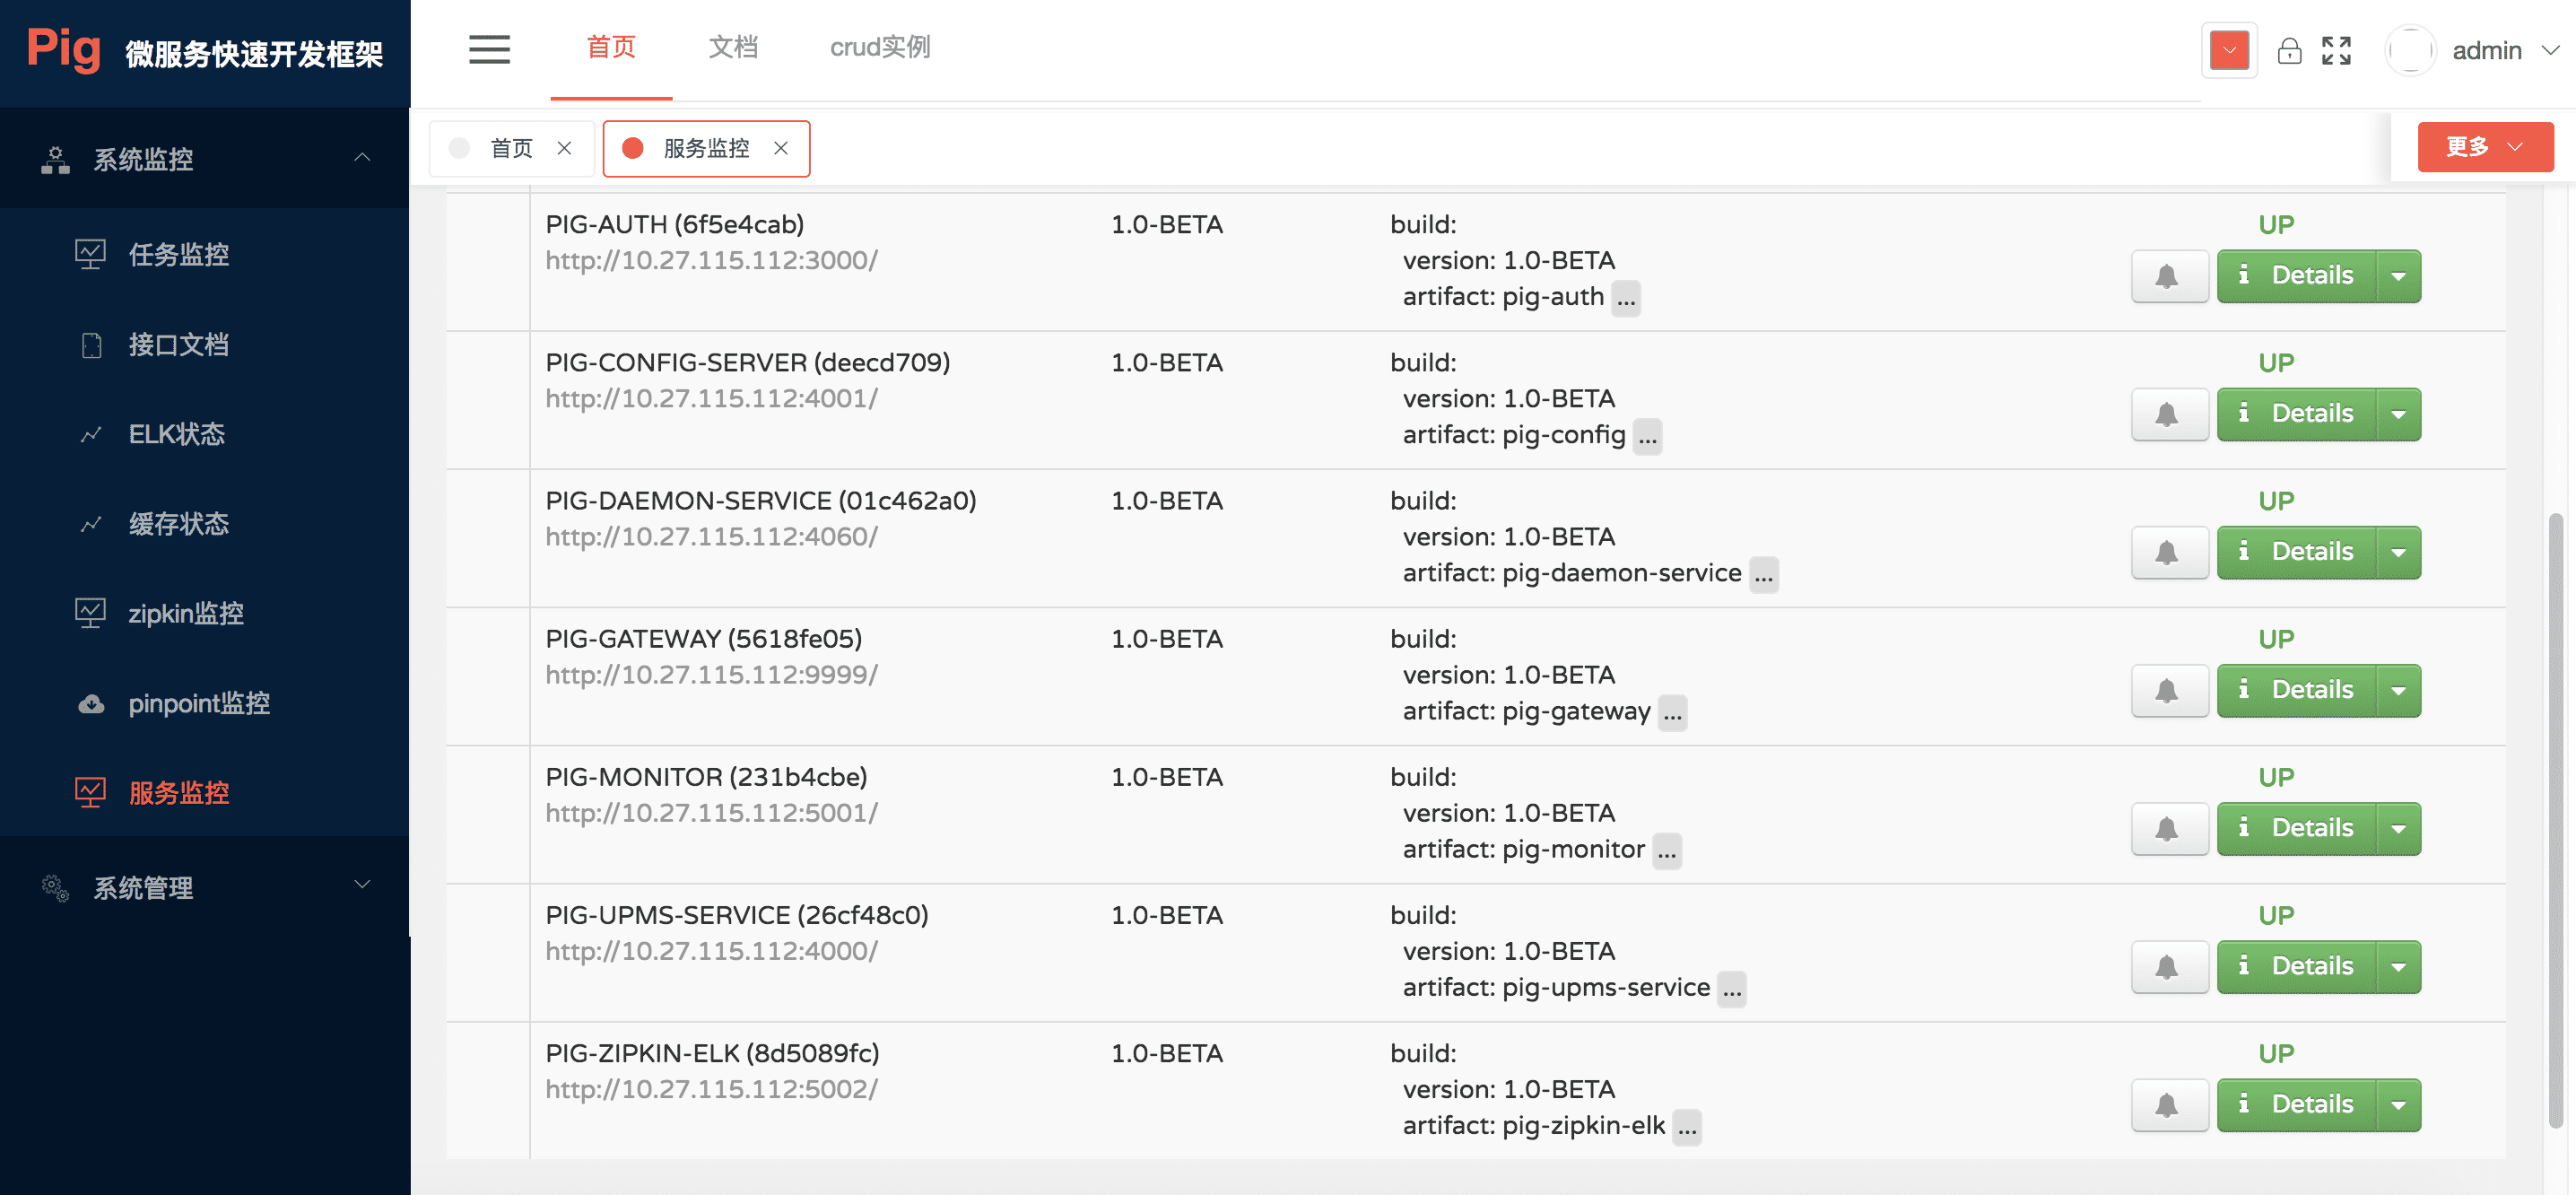 Pig 微服务快速开发框架
首页 文档 crud实例
admin
系统监控
任务监控
接口文档
ELK状态
缓存状态
zipkin监控
pinpoint监控
服务监控
系统管理
首页 服务监控
更多
PIG-AUTH (6f5e4cab) 1.0-BETA build: UP
http://10.27.115.112:3000/ version: 1.0-BETA Details
artifact: pig-auth ...
PIG-CONFIG-SERVER (deecd709) 1.0-BETA build: UP
http://10.27.115.112:4001/ version: 1.0-BETA Details
artifact: pig-config ...
PIG-DAEMON-SERVICE (01c462a0) 1.0-BETA build: UP
http://10.27.115.112:4060/ version: 1.0-BETA Details
artifact: pig-daemon-service ...
PIG-GATEWAY (5618fe05) 1.0-BETA build: UP
http://10.27.115.112:9999/ version: 1.0-BETA Details
artifact: pig-gateway ...
PIG-MONITOR (231b4cbe) 1.0-BETA build: UP
http://10.27.115.112:5001/ version: 1.0-BETA Details
artifact: pig-monitor ...
PIG-UPMS-SERVICE (26cf48c0) 1.0-BETA build: UP
http://10.27.115.112:4000/ version: 1.0-BETA Details
artifact: pig-upms-service ...
PIG-ZIPKIN-ELK (8d5089fc) 1.0-BETA build: UP
http://10.27.115.112:5002/ version: 1.0-BETA Details
artifact: pig-zipkin-elk ...